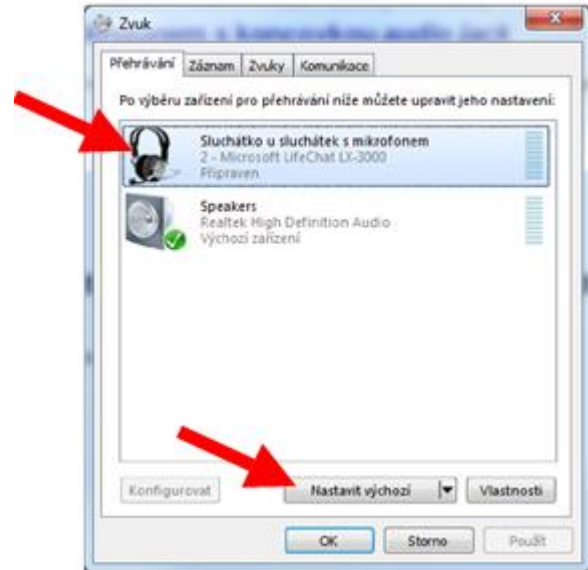 Zvuk
Přehrávání Záznam Zvuky Komunikace
Po výběru zařízení pro přehrávání níže můžete upravit jeho nastavení:
Sluchátko u sluchátek s mikrofonem
2 - Microsoft LifeChat LX-3000
Připraven
Speakers
Realtek High Definition Audio
Výchozí zařízení
Konfigurovat Nastavit výchozí Vlastnosti
OK Storno Použít